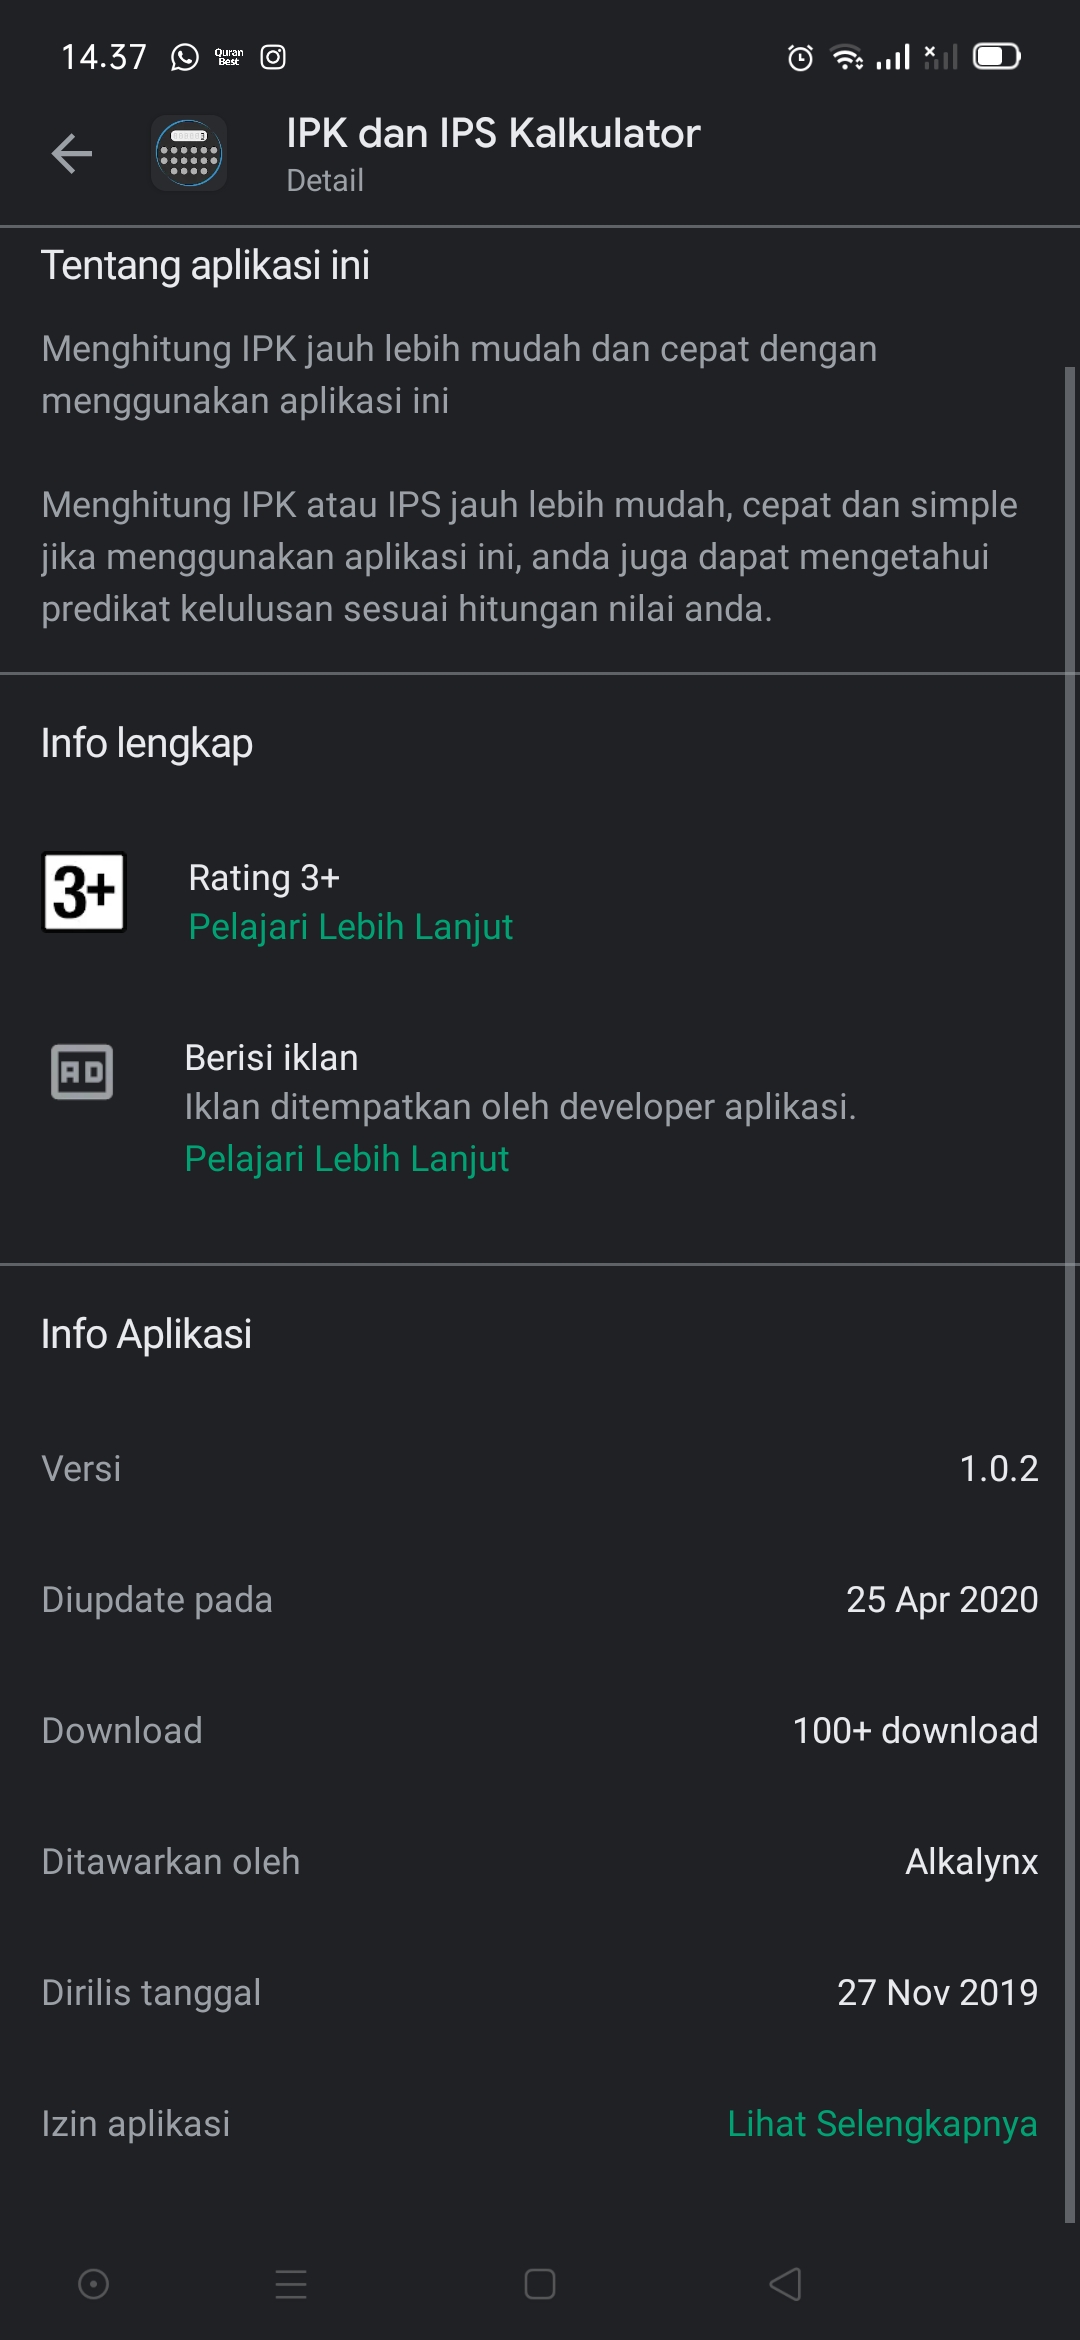 14.37
Quran
Best
IPK dan IPS Kalkulator
Detail
Tentang aplikasi ini
Menghitung IPK jauh lebih mudah dan cepat dengan
menggunakan aplikasi ini
Menghitung IPK atau IPS jauh lebih mudah, cepat dan simple
jika menggunakan aplikasi ini, anda juga dapat mengetahui
predikat kelulusan sesuai hitungan nilai anda.
Info lengkap
3+
Rating 3+
Pelajari Lebih Lanjut
AD
Berisi iklan
Iklan ditempatkan oleh developer aplikasi.
Pelajari Lebih Lanjut
Info Aplikasi
Versi 1.0.2
Diupdate pada 25 Apr 2020
Download 100+ download
Ditawarkan oleh Alkalynx
Dirilis tanggal 27 Nov 2019
Izin aplikasi Lihat Selengkapnya